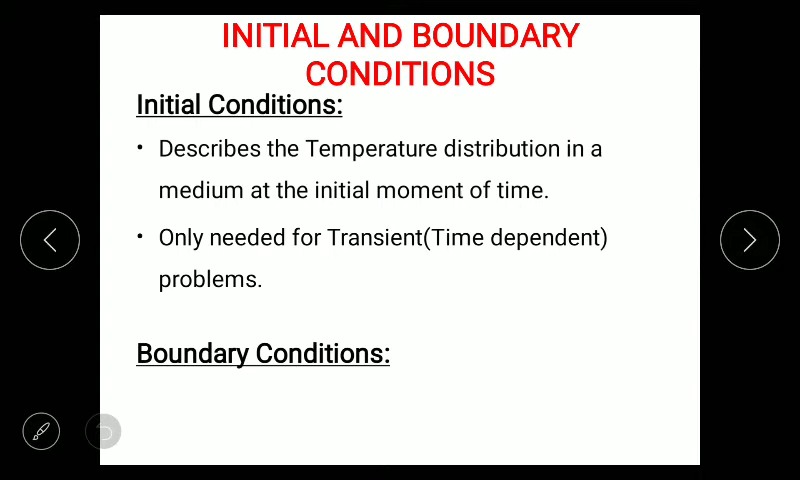 INITIAL AND BOUNDARY
CONDITIONS
Initial Conditions:
• Describes the Temperature distribution in a
medium at the initial moment of time.
• Only needed for Transient(Time dependent)
problems.
Boundary Conditions: